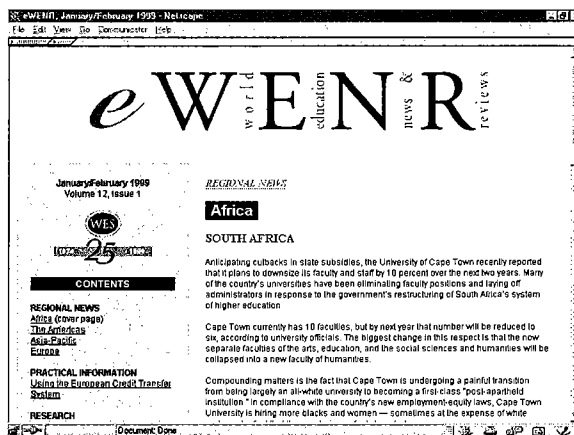 eWENR, January/February 1999 - Netscape
File Edit View Go Communicator Help
eWENR
world education news & reviews
January/February 1999
Volume 12, Issue 1
WES
25
CONTENTS
REGIONAL NEWS
Africa (cover page)
The Americas
Asia-Pacific
Europe
PRACTICAL INFORMATION
Using the European Credit Transfer
System
RESEARCH
REGIONAL NEWS
Africa
SOUTH AFRICA
Anticipating cutbacks in state subsidies, the University of Cape Town recently reported
that it plans to downsize its faculty and staff by 10 percent over the next two years. Many
of the country's universities have been eliminating faculty positions and laying off
administrators in response to the government's restructuring of South Africa's system
of higher education
Cape Town currently has 10 faculties, but by next year that number will be reduced to
six, according to university officials. The biggest change in this respect is that the now
separate faculties of the arts, education, and the social sciences and humanities will be
collapsed into a new faculty of humanities.
Compounding matters is the fact that Cape Town is undergoing a painful transition
from being largely an all-white university to becoming a first-class "post-apartheid
institution" in compliance with the country's new employment-equity laws, Cape Town
University is hiring more blacks and women — sometimes at the expense of white
Document: Done